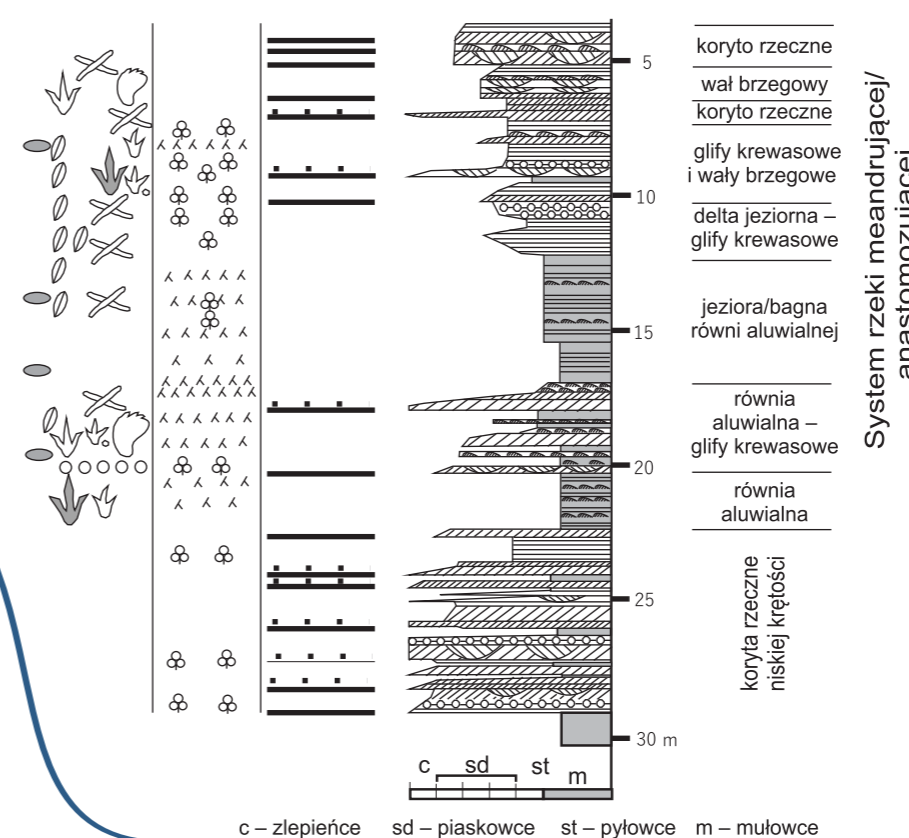 5
10
15
20
25
30 m
koryto rzeczne
wał brzegowy
koryto rzeczne
glify krewasowe
i wały brzegowe
delta jeziorna –
glify krewasowe
jeziora/bagna
równi aluwialnej
równia
aluwialna –
glify krewasowe
równia
aluwialna
koryta rzeczne
niskiej krętości
System rzeki meandrującej/
anastomozującej
c
sd
st
m
c – zlepieńce sd – piaskowce st – pyłowce m – mułowce